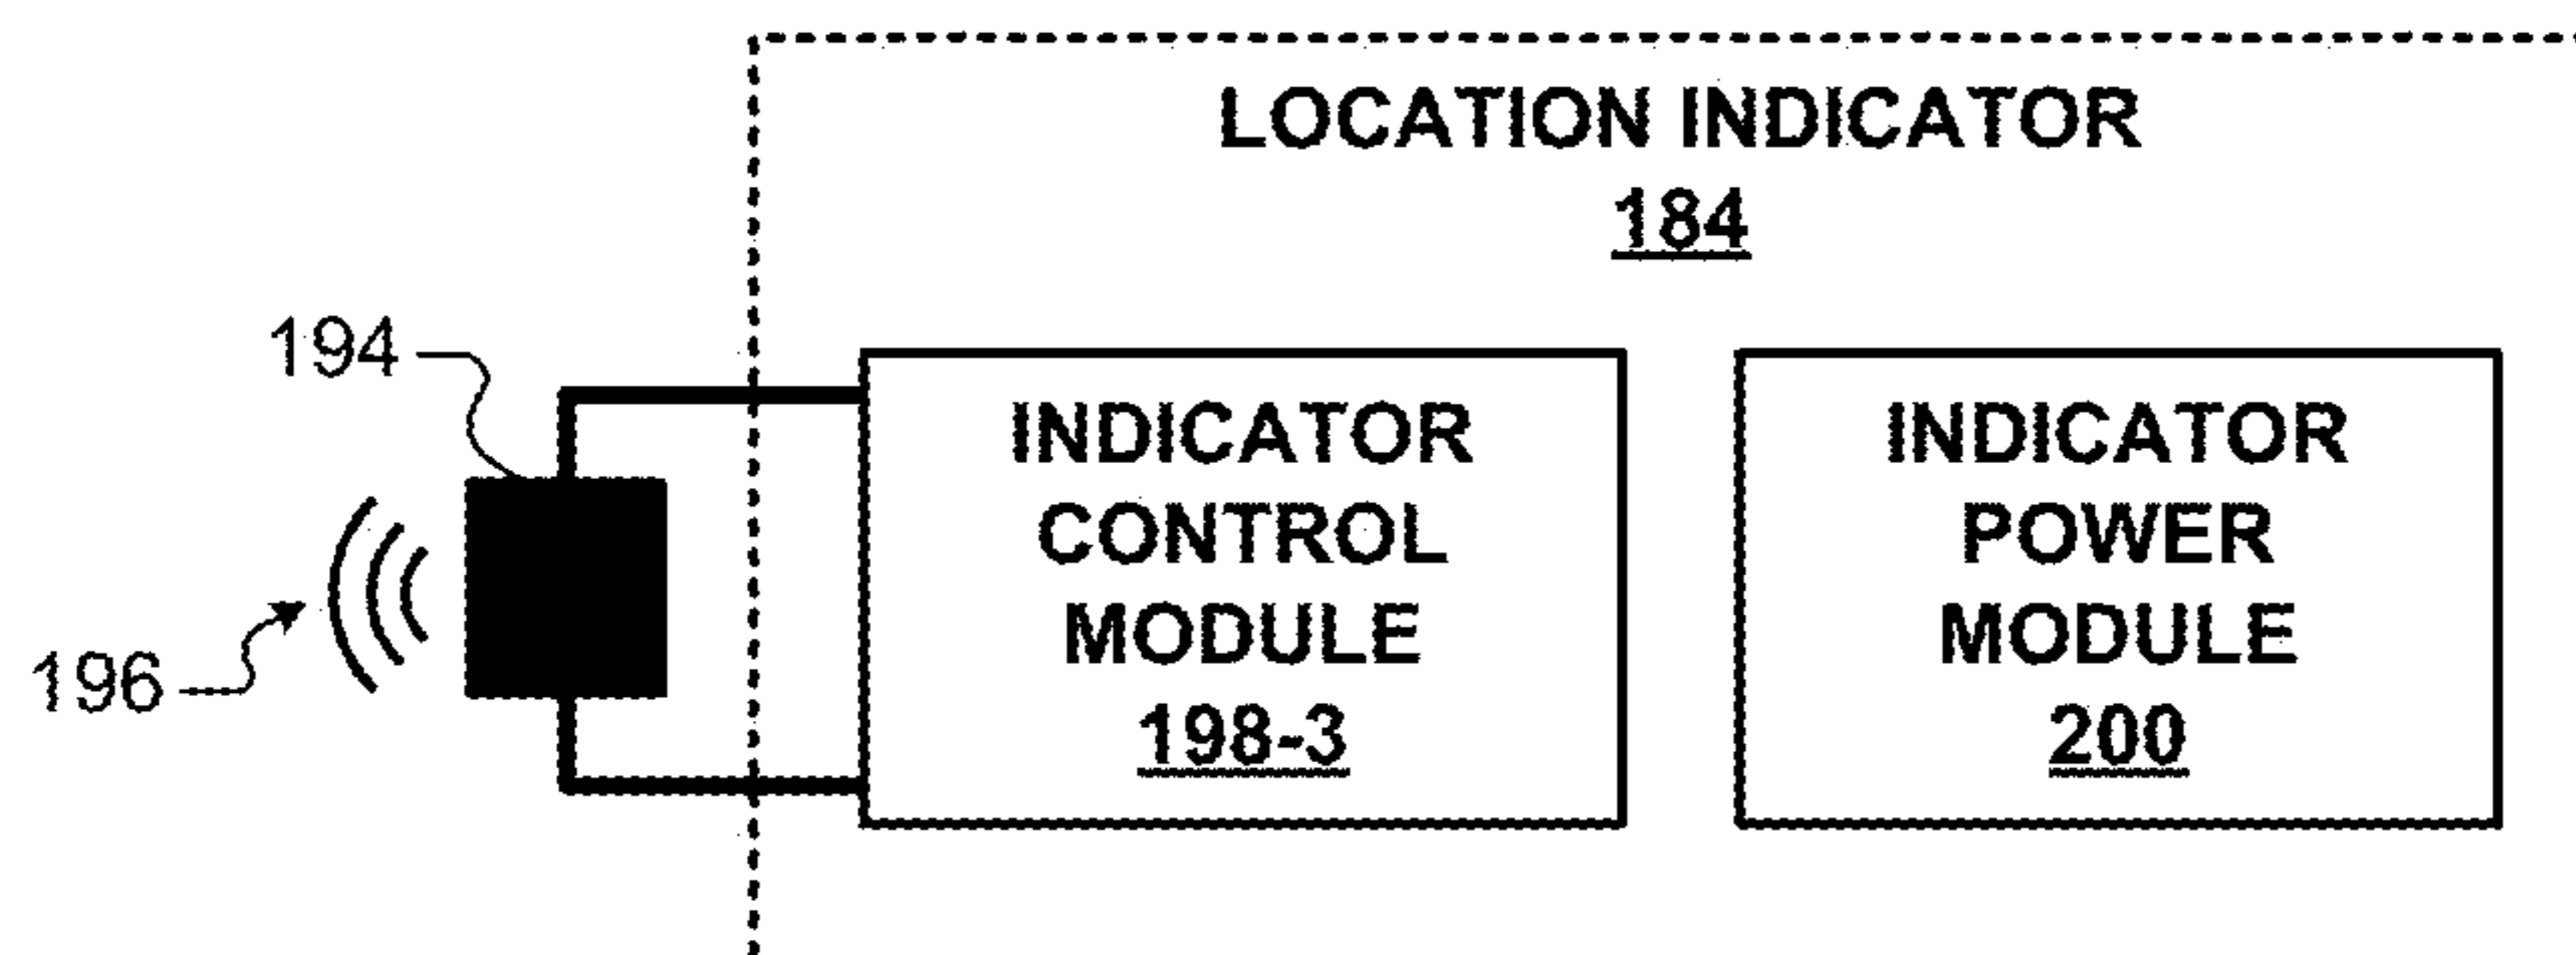 LOCATION INDICATOR
184
194
196
INDICATOR
CONTROL
MODULE
198-3
INDICATOR
POWER
MODULE
200